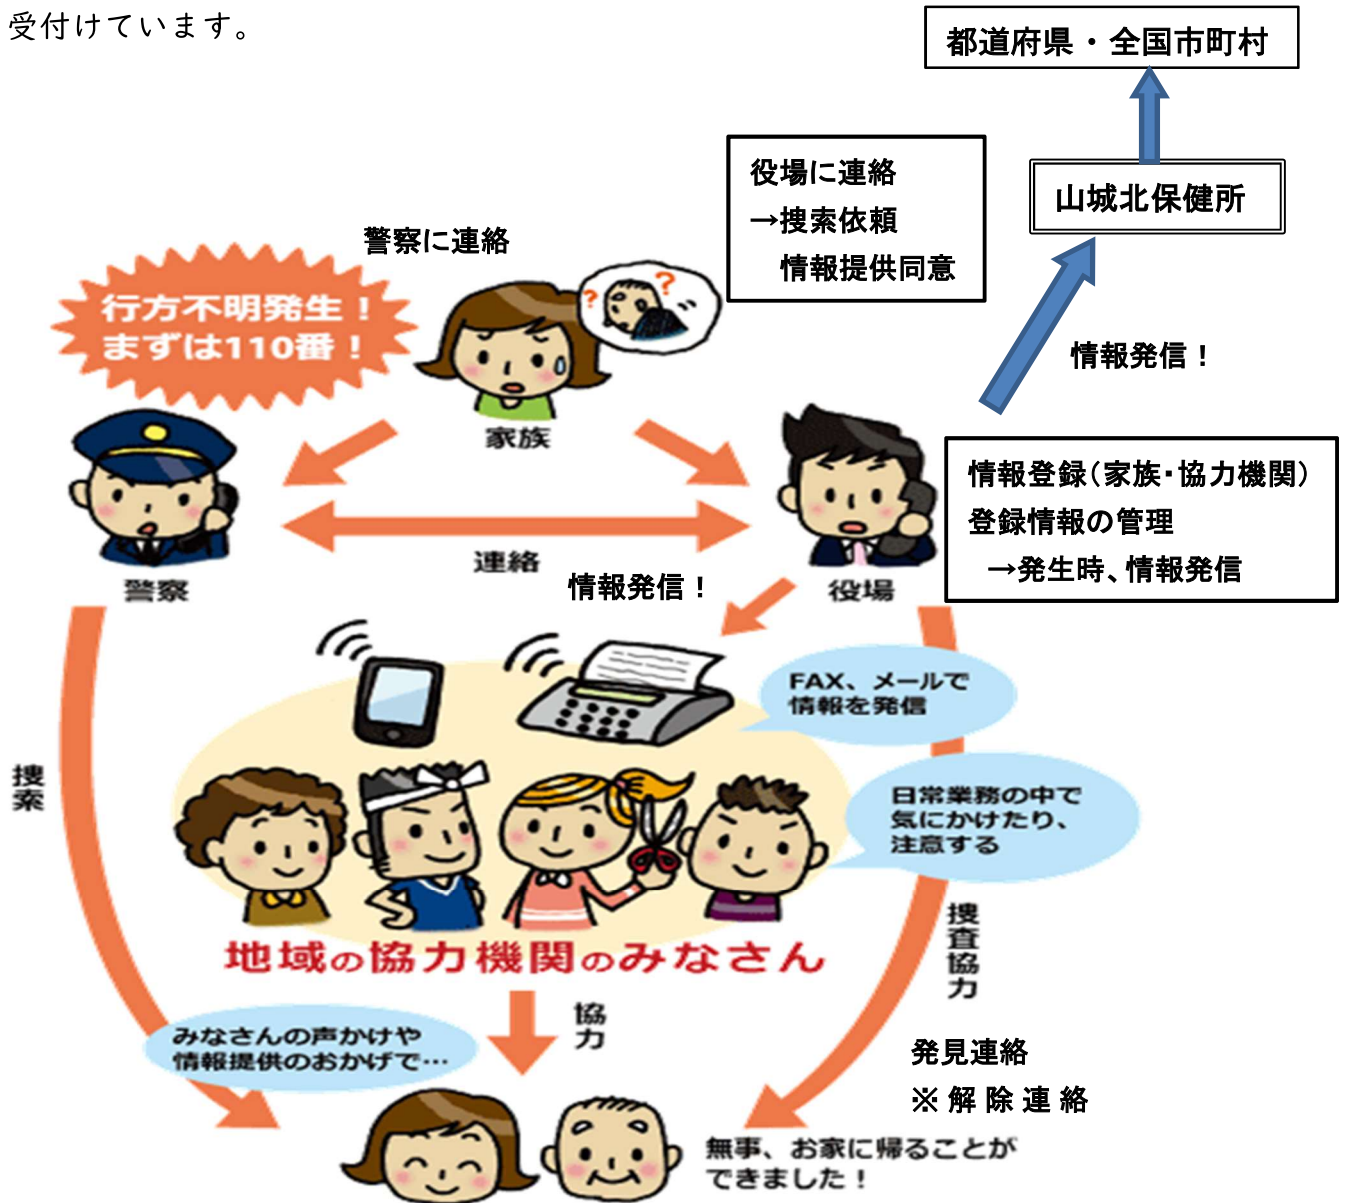 受付けています。
都道府県・全国市町村
山城北保健所
役場に連絡
→捜索依頼
情報提供同意
警察に連絡
行方不明発生！
まずは110番！
? ?
情報発信！
家族
情報登録（家族・協力機関）
登録情報の管理
→発生時、情報発信
連絡
警察
情報発信！
役場
FAX、メールで
情報を発信
捜索
日常業務の中で
気にかけたり、
注意する
地域の協力機関のみなさん
捜査協力
協力
みなさんの声かけや
情報提供のおかげで…
発見連絡
※解除連絡
無事、お家に帰ることが
できました！